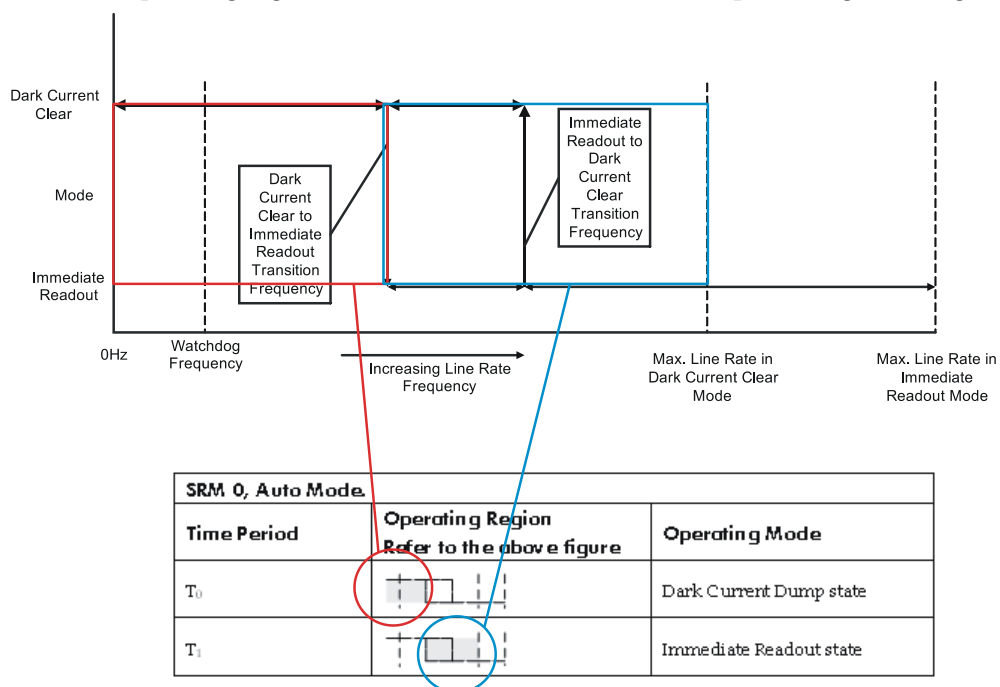 Dark Current
Clear
Mode
Immediate
Readout
Dark
Current
Clear to
Immediate
Readout
Transition
Frequency
Immediate
Readout to
Dark
Current
Clear
Transition
Frequency
0Hz
Watchdog
Frequency
Increasing Line Rate
Frequency
Max. Line Rate in
Dark Current Clear
Mode
Max. Line Rate in
Immediate
Readout Mode
SRM 0, Auto Mode.
Time Period
Operating Region
Refer to the above figure
Operating Mode
T0
Dark Current Dump state
T1
Immediate Readout state